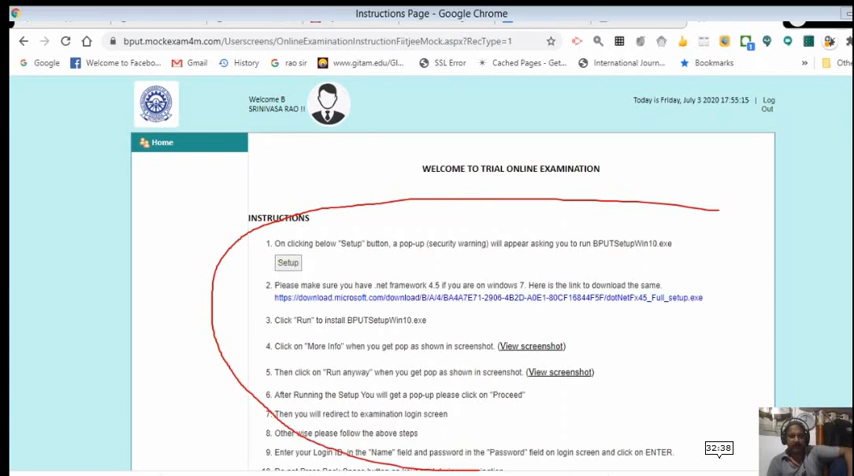 Instructions Page - Google Chrome
bput.mockexam4m.com/Userscreens/OnlineExaminationInstructionFiitjeeMock.aspx?RecType=1
Google Welcome to Facebo... Gmail History rao sir www.gitam.edu/GI... SSL Error Cached Pages - Get... International Journ... Bookmarks » Othe
Welcome B
SRINIVASA RAO II
Today is Friday, July 3 2020 17:55:15 | Log
Out
Home
WELCOME TO TRIAL ONLINE EXAMINATION
INSTRUCTIONS
1. On clicking below "Setup" button, a pop-up (security warning) will appear asking you to run BPUTSetupWin10.exe
Setup
2. Please make sure you have .net framework 4.5 if you are on windows 7. Here is the link to download the same.
https://download.microsoft.com/download/B/A/4/BA4A7E71-2906-4B2D-A0E1-80CF16844F5F/dotNetFx45_Full_setup.exe
3. Click "Run" to install BPUTSetupWin10.exe
4. Click on "More Info" when you get pop as shown in screenshot. (View screenshot)
5. Then click on "Run anyway" when you get pop as shown in screenshot. (View screenshot)
6. After Running the Setup You will get a pop-up please click on "Proceed"
7. Then you will redirect to examination login screen
8. Other wise please follow the above steps
9. Enter your Login ID, in the "Name" field and password in the "Password" field on login screen and click on ENTER.
32:38